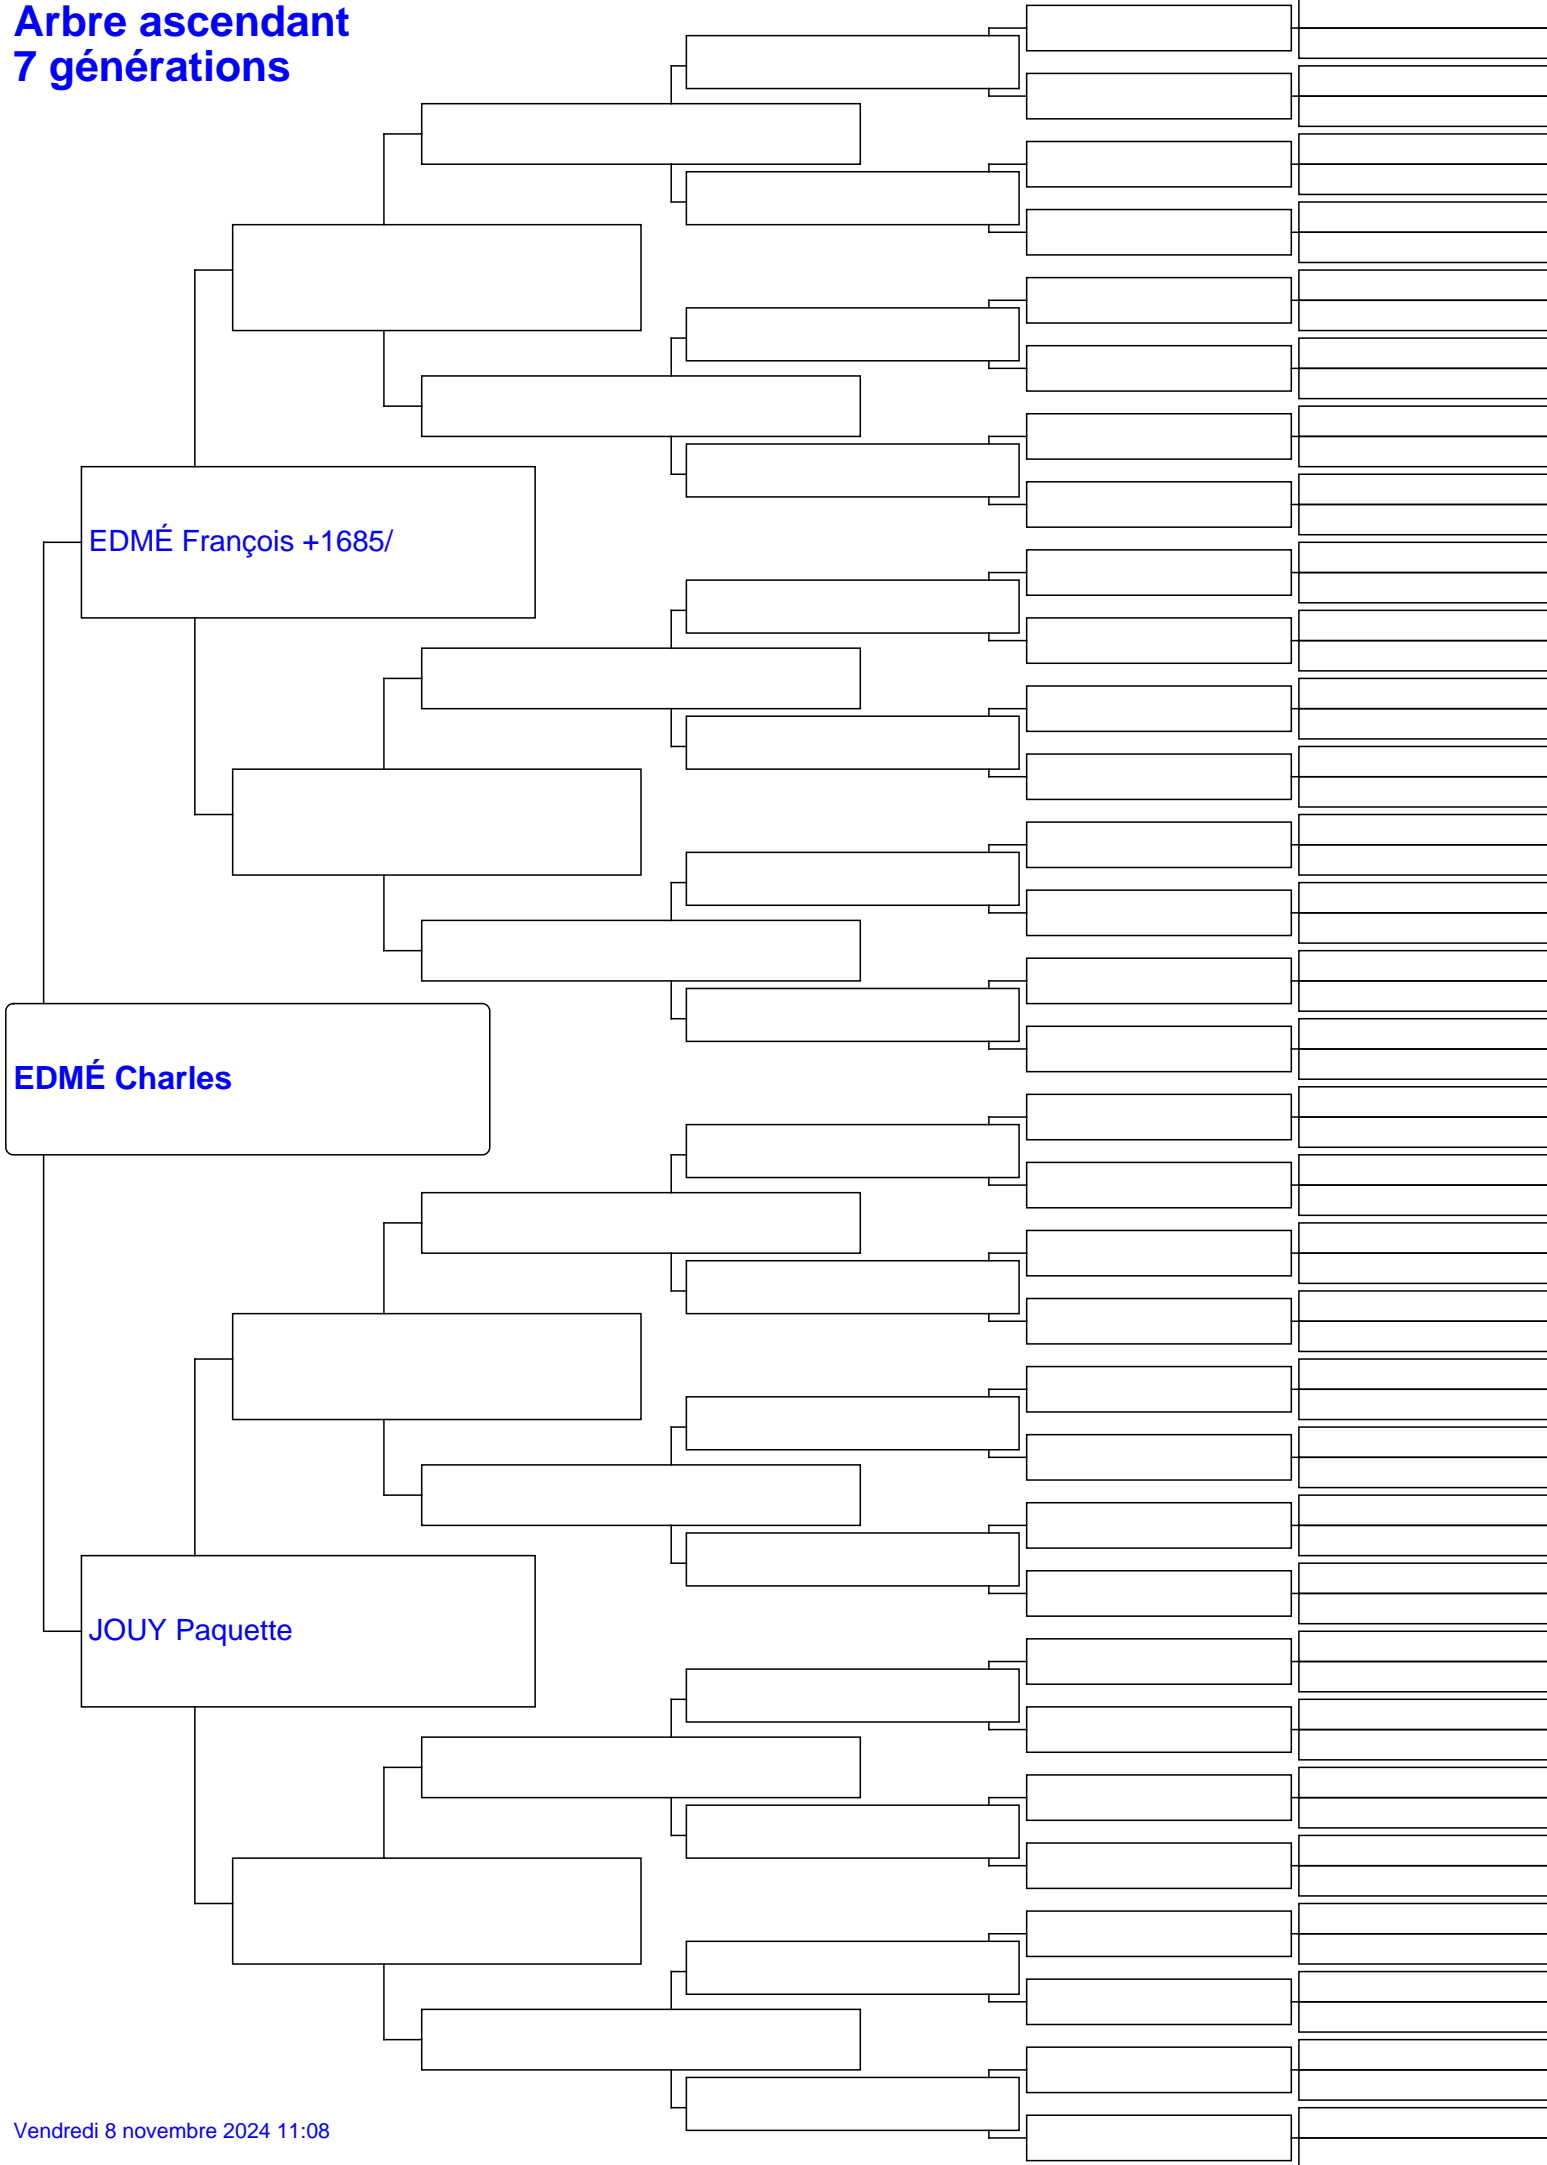 Arbre ascendant
7 générations
EDMÉ François +1685/
EDMÉ Charles
JOUY Paquette
Vendredi 8 novembre 2024 11:08